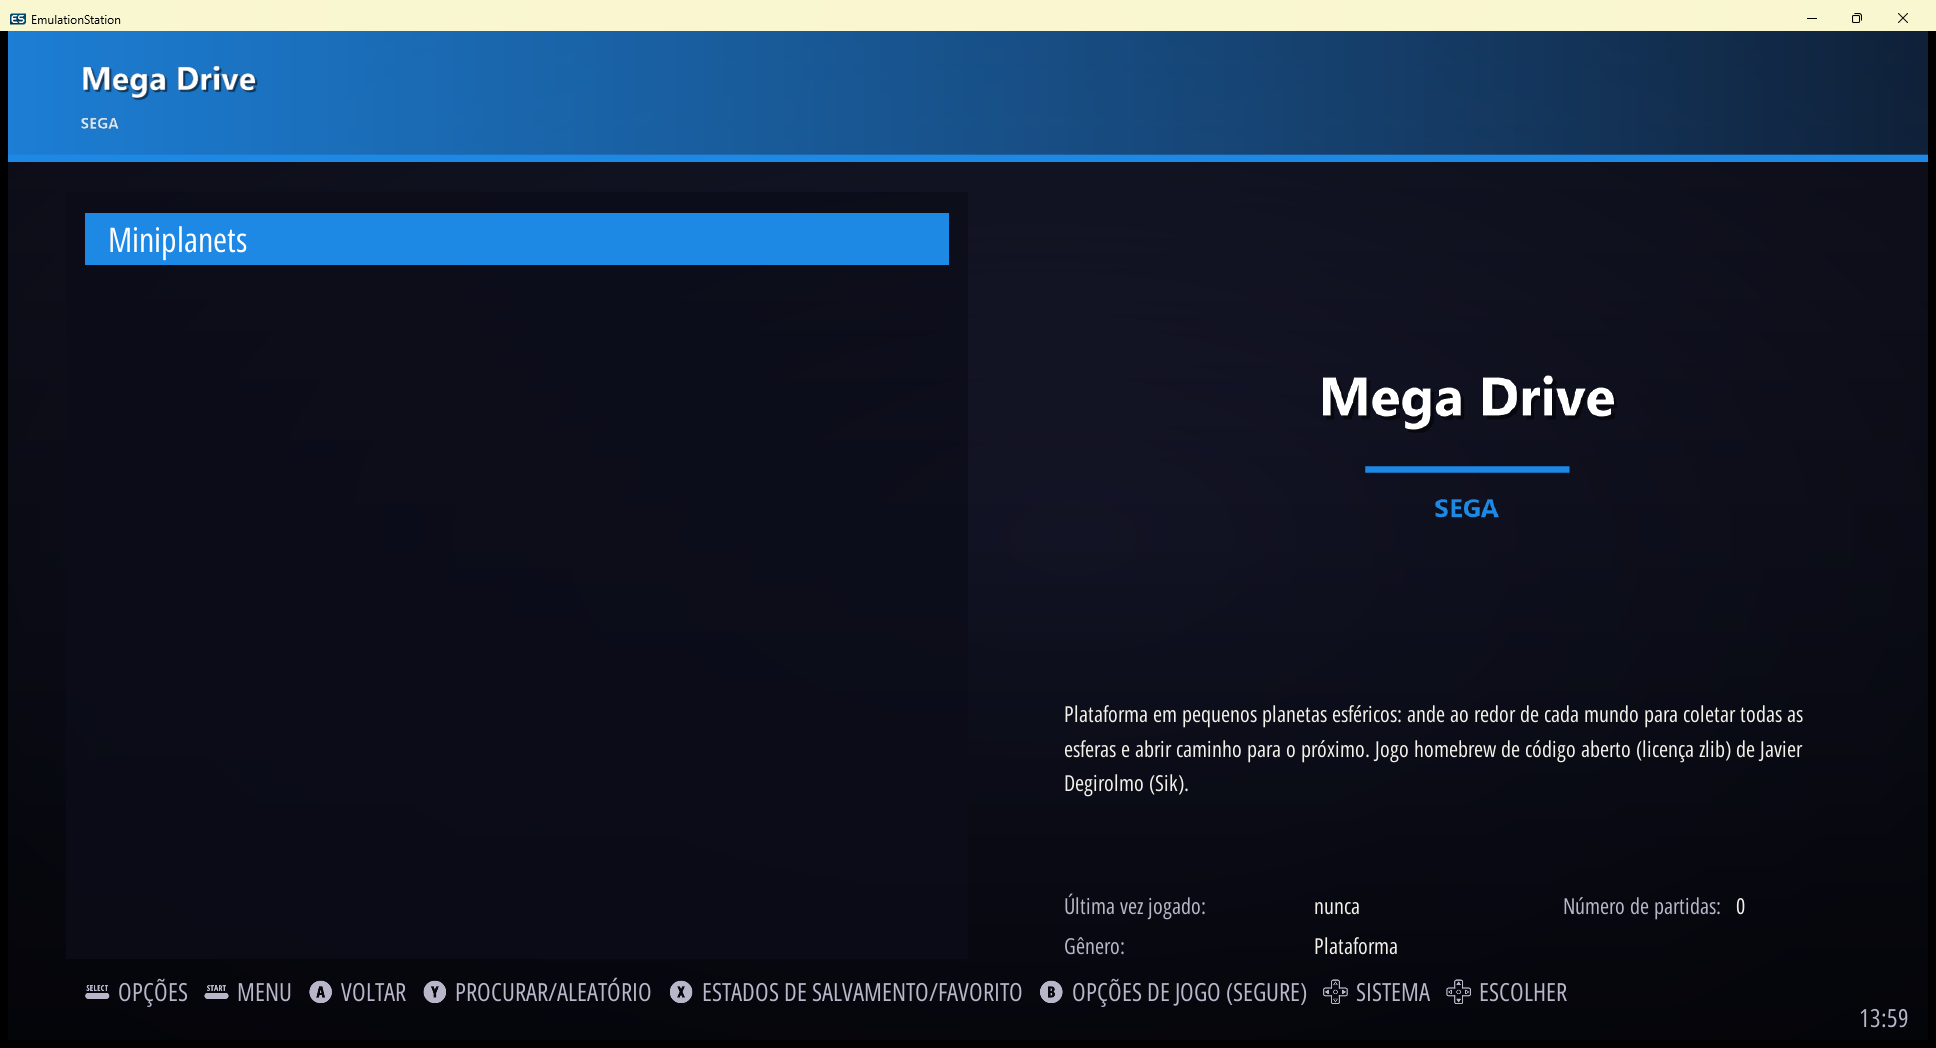 ES EmulationStation
Mega Drive
SEGA
Miniplanets
Mega Drive
SEGA
Plataforma em pequenos planetas esféricos: ande ao redor de cada mundo para coletar todas as
esferas e abrir caminho para o próximo. Jogo homebrew de código aberto (licença zlib) de Javier
Degirolmo (Sik).
Última vez jogado: nunca Número de partidas: 0
Gênero: Plataforma
SELECT OPÇÕES START MENU A VOLTAR Y PROCURAR/ALEATÓRIO X ESTADOS DE SALVAMENTO/FAVORITO B OPÇÕES DE JOGO (SEGURE) SISTEMA ESCOLHER
13:59